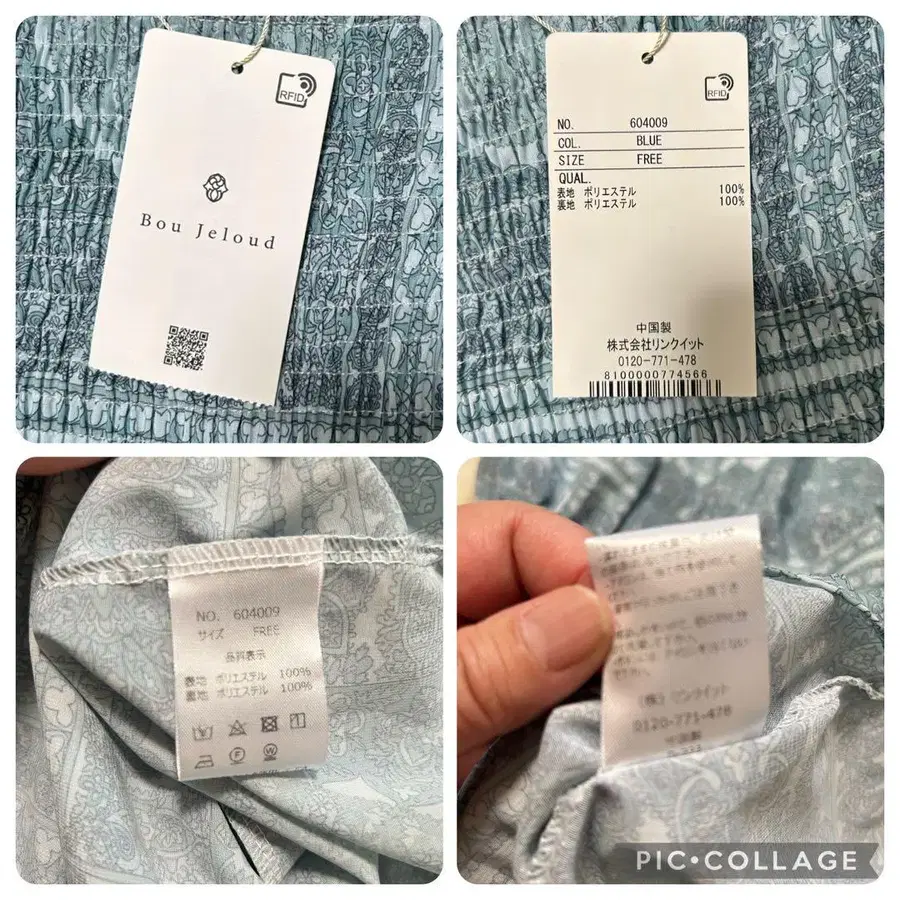 RFID
Bou Jeloud
RFID
NO. 604009
COL. BLUE
SIZE FREE
QUAL.
表地 ポリエステル 100%
裏地 ポリエステル 100%
中国製
株式会社リンクイット
0120-771-478
8100000774566
NO. 604009
サイズ FREE
品質表示
表地 ポリエステル 100%
裏地 ポリエステル 100%
F W
(株) リンクイット
0120-771-478
中国製
PIC•COLLAGE